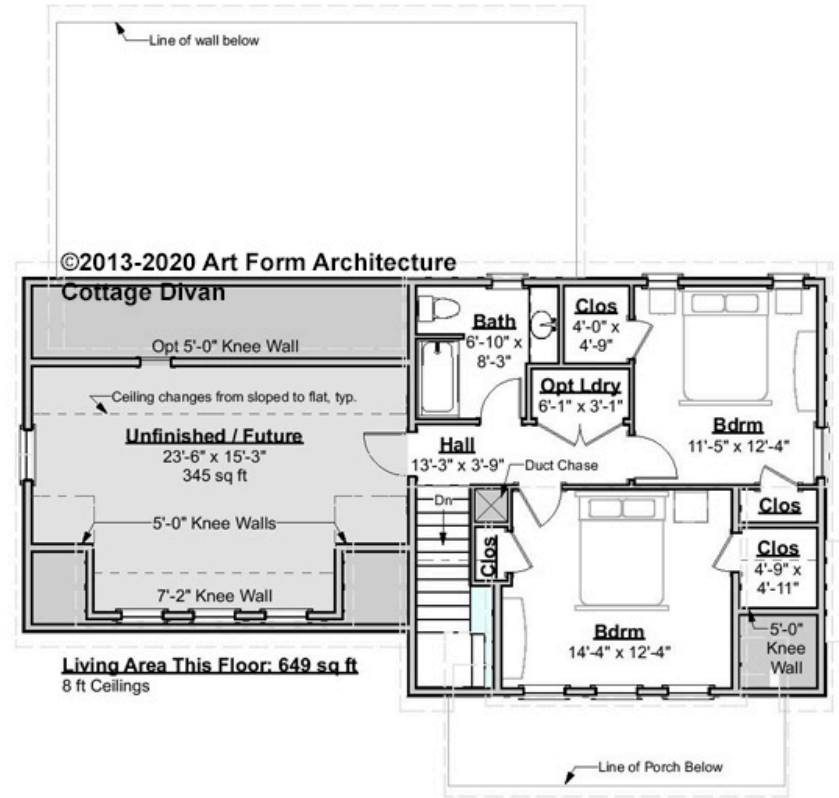 Line of wall below
©2013-2020 Art Form Architecture
Cottage Divan
Opt 5'-0" Knee Wall
Bath
6'-10" x
8'-3"
Clos
4'-0" x
4'-9"
Ceiling changes from sloped to flat, typ.
Opt Ldry
6'-1" x 3'-1"
Unfinished / Future
23'-6" x 15'-3"
345 sq ft
Hall
13'-3" x 3'-9"
Bdrm
11'-5" x 12'-4"
Duct Chase
Dn
Clos
5'-0" Knee Walls
Clos
Clos
4'-9" x
4'-11"
7'-2" Knee Wall
Bdrm
14'-4" x 12'-4"
5'-0"
Knee
Wall
Living Area This Floor: 649 sq ft
8 ft Ceilings
Line of Porch Below